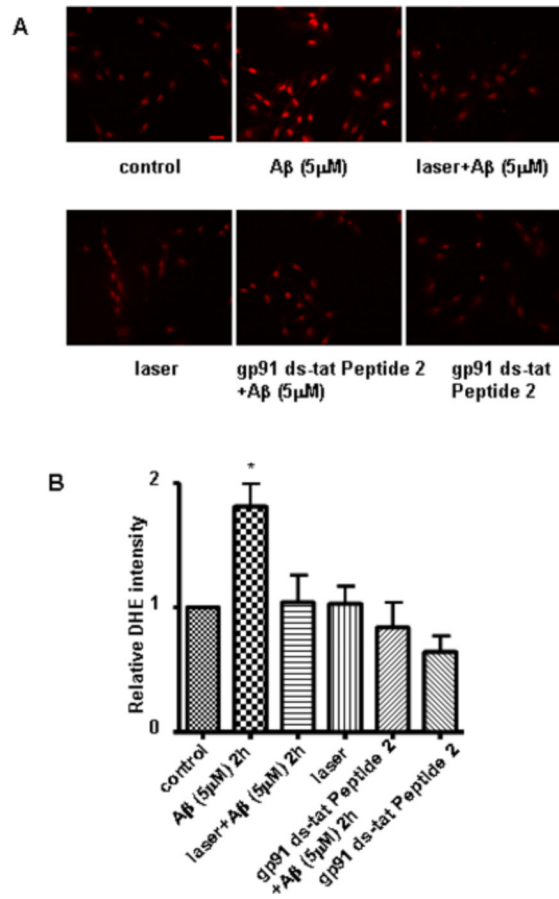 A
control
Aβ (5μM)
laser+Aβ (5μM)
laser
gp91 ds-tat Peptide 2
+Aβ (5μM)
gp91 ds-tat
Peptide 2
B
Relative DHE intensity
2
1
0
*
control
Aβ (5μM) 2h
laser+Aβ (5μM) 2h
laser
gp91 ds-tat Peptide 2
+Aβ (5μM) 2h
gp91 ds-tat Peptide 2